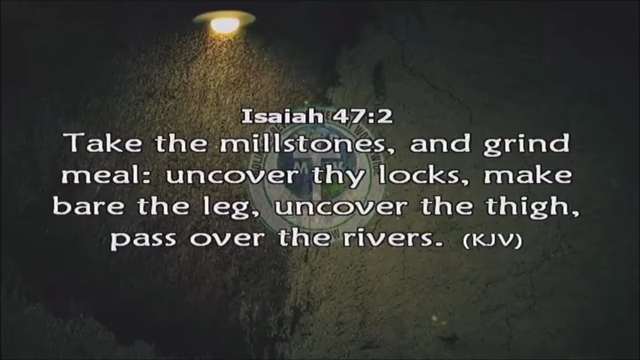 Isaiah 47:2
Take the millstones, and grind
meal: uncover thy locks, make
bare the leg, uncover the thigh,
pass over the rivers. (KJV)